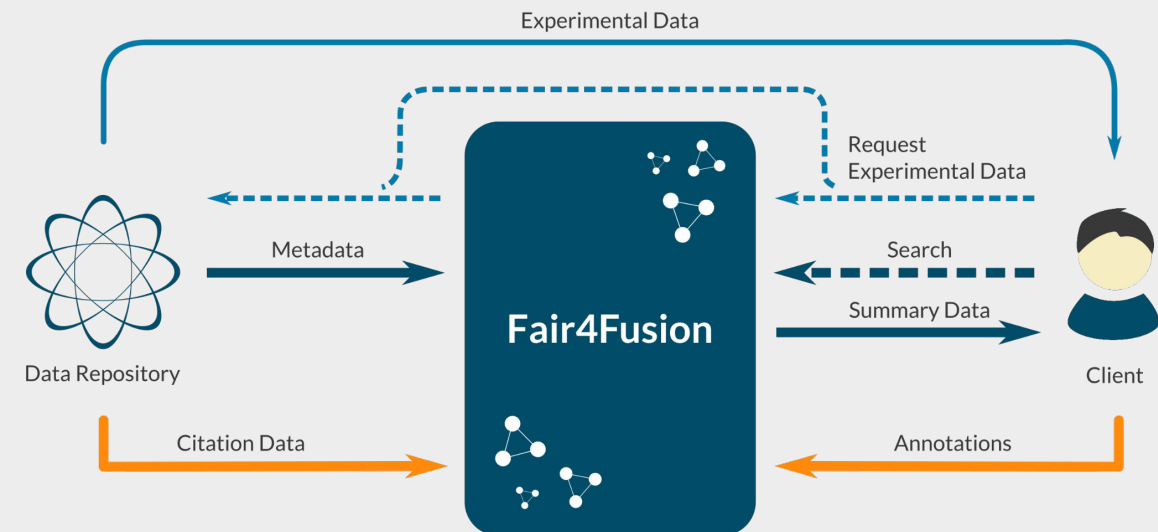 Experimental Data
Request
Experimental Data
Metadata
Search
Fair4Fusion
Summary Data
Data Repository
Client
Citation Data
Annotations